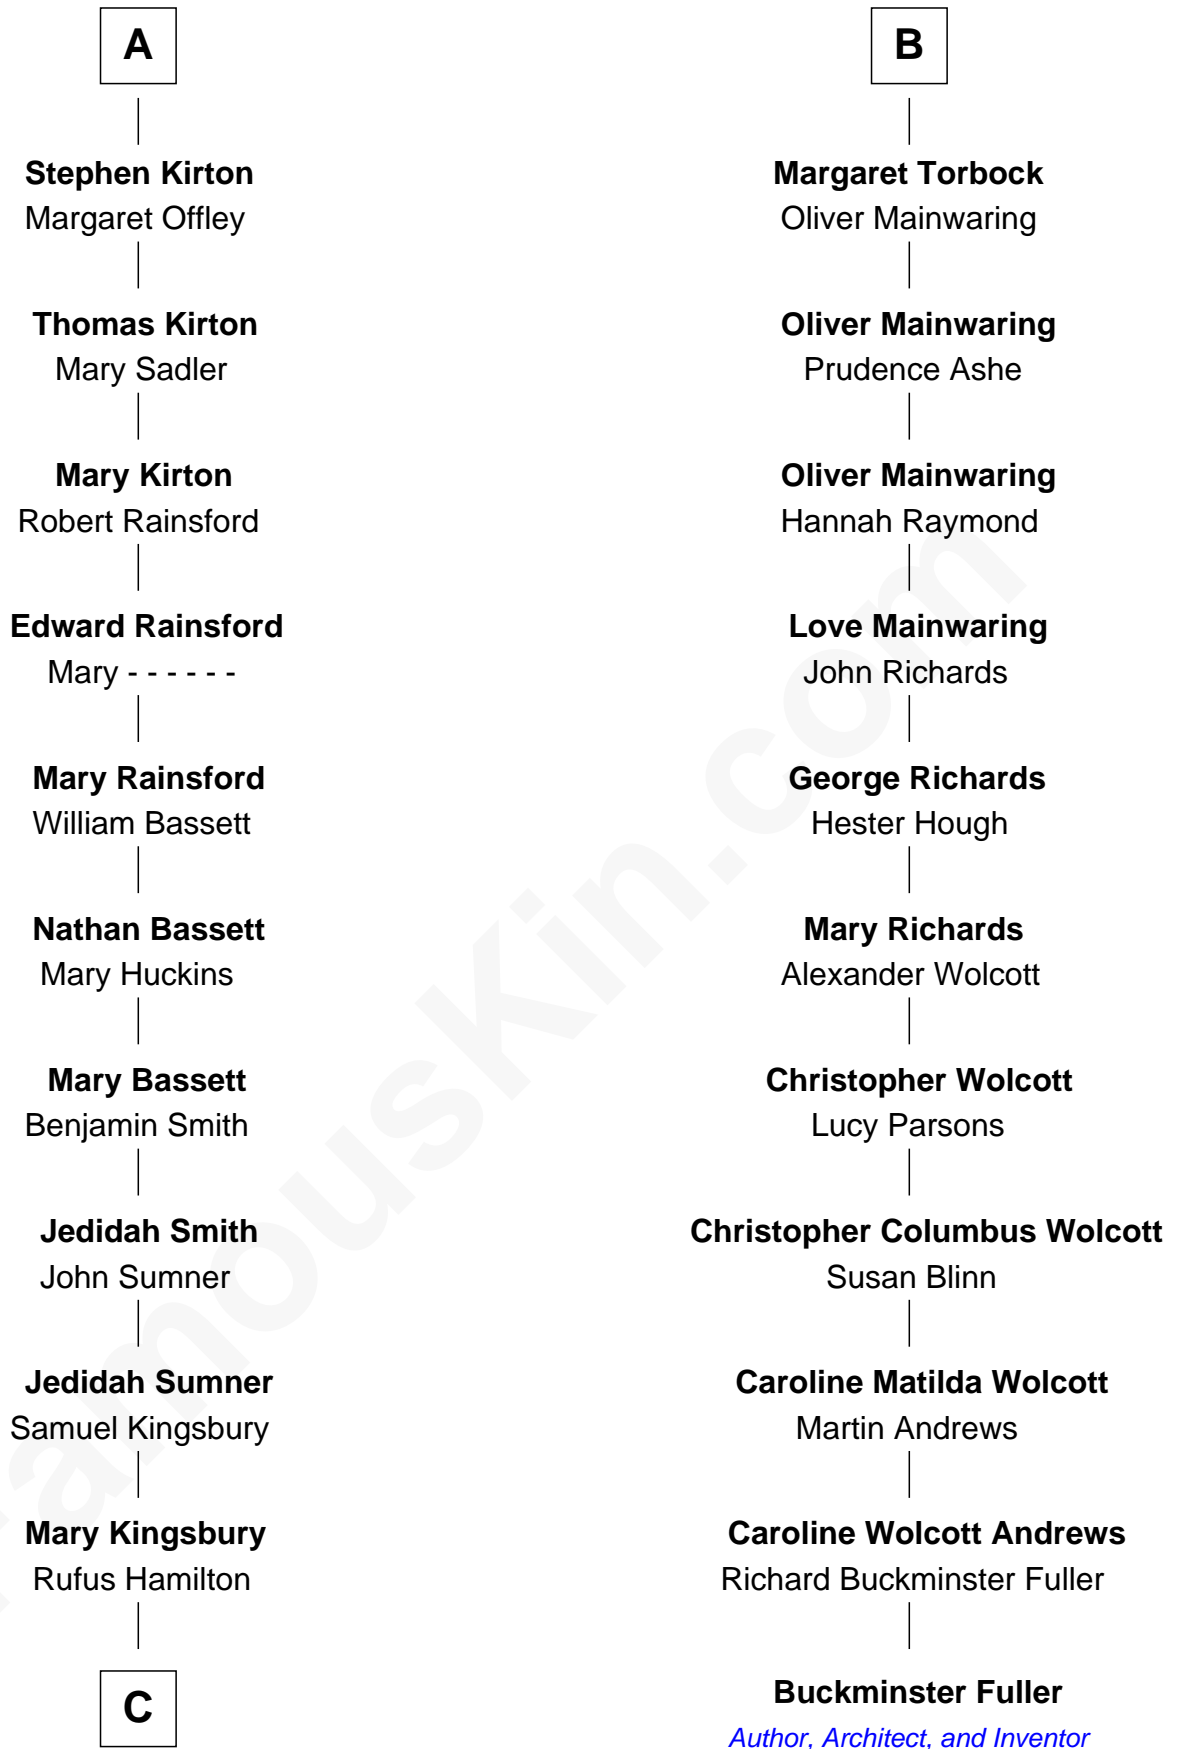 A
Stephen Kirton
Margaret Offley
Thomas Kirton
Mary Sadler
Mary Kirton
Robert Rainsford
Edward Rainsford
Mary - - - - - -
Mary Rainsford
William Bassett
Nathan Bassett
Mary Huckins
Mary Bassett
Benjamin Smith
Jedidah Smith
John Sumner
Jedidah Sumner
Samuel Kingsbury
Mary Kingsbury
Rufus Hamilton
C
B
Margaret Torbock
Oliver Mainwaring
Oliver Mainwaring
Prudence Ashe
Oliver Mainwaring
Hannah Raymond
Love Mainwaring
John Richards
George Richards
Hester Hough
Mary Richards
Alexander Wolcott
Christopher Wolcott
Lucy Parsons
Christopher Columbus Wolcott
Susan Blinn
Caroline Matilda Wolcott
Martin Andrews
Caroline Wolcott Andrews
Richard Buckminster Fuller
Buckminster Fuller
Author, Architect, and Inventor
FamousKin.com